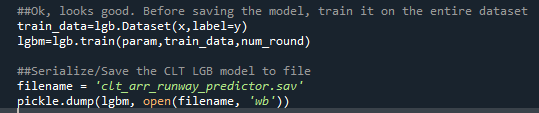 ##Ok, looks good. Before saving the model, train it on the entire dataset
train_data=lgb.Dataset(x,label=y)
lgbm=lgb.train(param,train_data,num_round)
##Serialize/Save the CLT LGB model to file
filename = 'clt_arr_runway_predictor.sav'
pickle.dump(lgbm, open(filename, 'wb'))